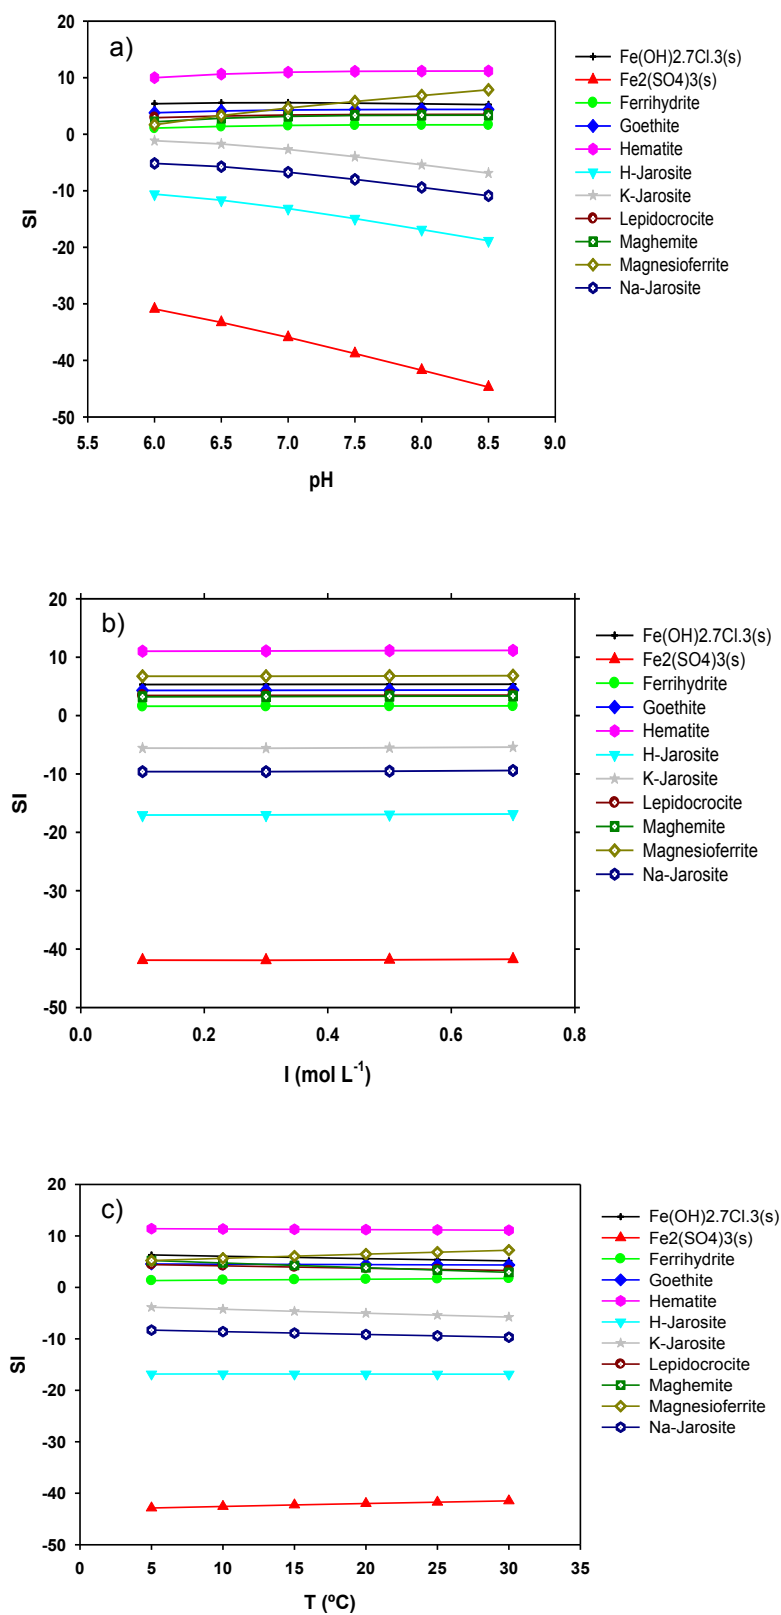 a)
20
10
0
-10
-20
-30
-40
-50
SI
5.5 6.0 6.5 7.0 7.5 8.0 8.5 9.0
pH
Fe(OH)2.7Cl.3(s)
Fe2(SO4)3(s)
Ferrihydrite
Goethite
Hematite
H-Jarosite
K-Jarosite
Lepidocrocite
Maghemite
Magnesioferrite
Na-Jarosite
b)
20
10
0
-10
-20
-30
-40
-50
SI
0.0 0.2 0.4 0.6 0.8
I (mol L⁻¹)
Fe(OH)2.7Cl.3(s)
Fe2(SO4)3(s)
Ferrihydrite
Goethite
Hematite
H-Jarosite
K-Jarosite
Lepidocrocite
Maghemite
Magnesioferrite
Na-Jarosite
c)
20
10
0
-10
-20
-30
-40
-50
SI
0 5 10 15 20 25 30 35
T (ºC)
Fe(OH)2.7Cl.3(s)
Fe2(SO4)3(s)
Ferrihydrite
Goethite
Hematite
H-Jarosite
K-Jarosite
Lepidocrocite
Maghemite
Magnesioferrite
Na-Jarosite